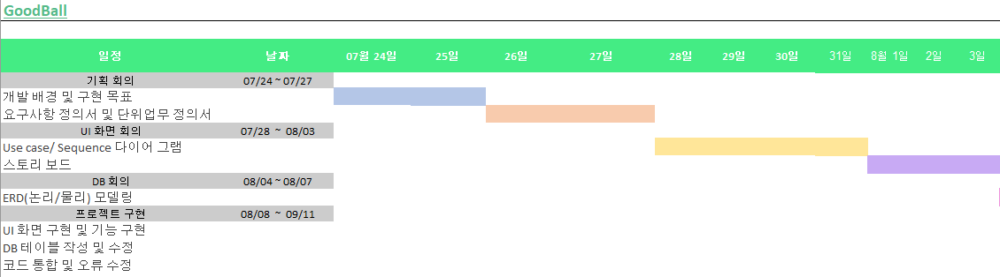 GoodBall
일정 날짜 07월 24일 25일 26일 27일 28일 29일 30일 31일 8월 1일 2일 3일
기획 회의 07/24 ~ 07/27
개발 배경 및 구현 목표
요구사항 정의서 및 단위업무 정의서
UI 화면 회의 07/28 ~ 08/03
Use case/ Sequence 다이어 그램
스토리 보드
DB 회의 08/04 ~ 08/07
ERD(논리/물리) 모델링
프로젝트 구현 08/08 ~ 09/11
UI 화면 구현 및 기능 구현
DB 테이블 작성 및 수정
코드 통합 및 오류 수정